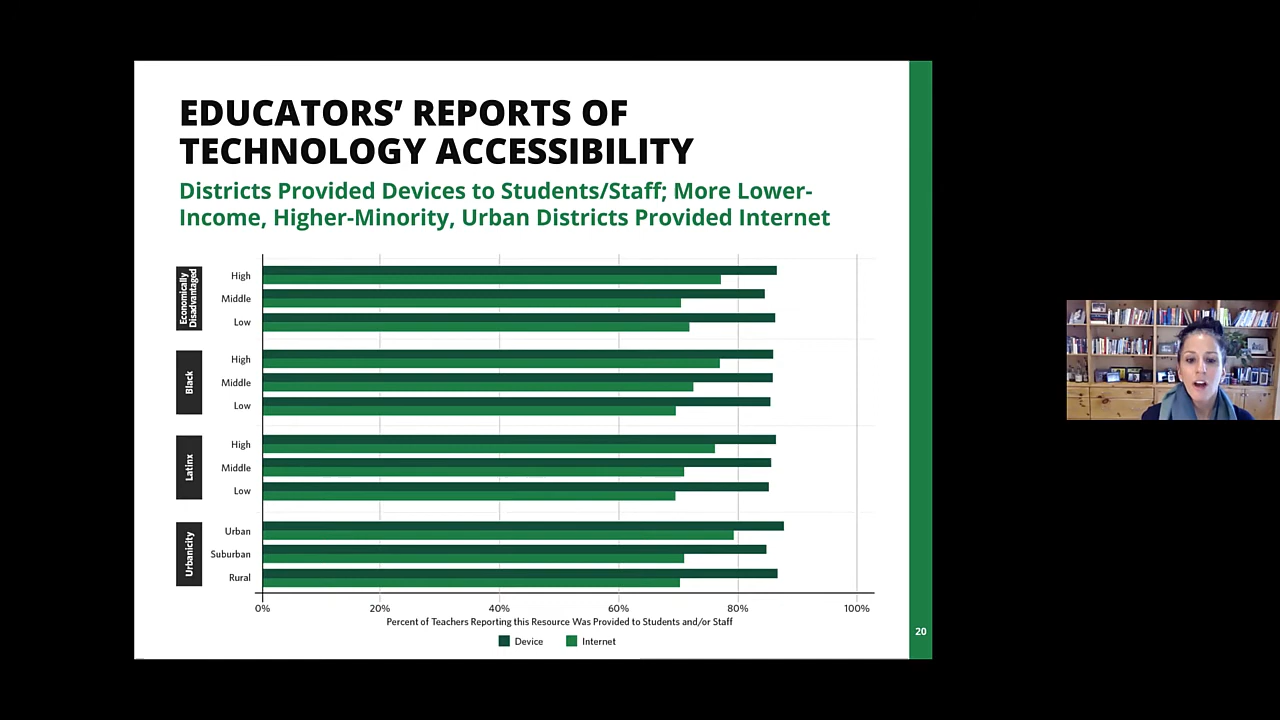 EDUCATORS’ REPORTS OF
TECHNOLOGY ACCESSIBILITY
Districts Provided Devices to Students/Staff; More Lower-
Income, Higher-Minority, Urban Districts Provided Internet
Economically
Disadvantaged
High
Middle
Low
Black
High
Middle
Low
Latinx
High
Middle
Low
Urbanicity
Urban
Suburban
Rural
0% 20% 40% 60% 80% 100%
Percent of Teachers Reporting this Resource Was Provided to Students and/or Staff
Device Internet
20